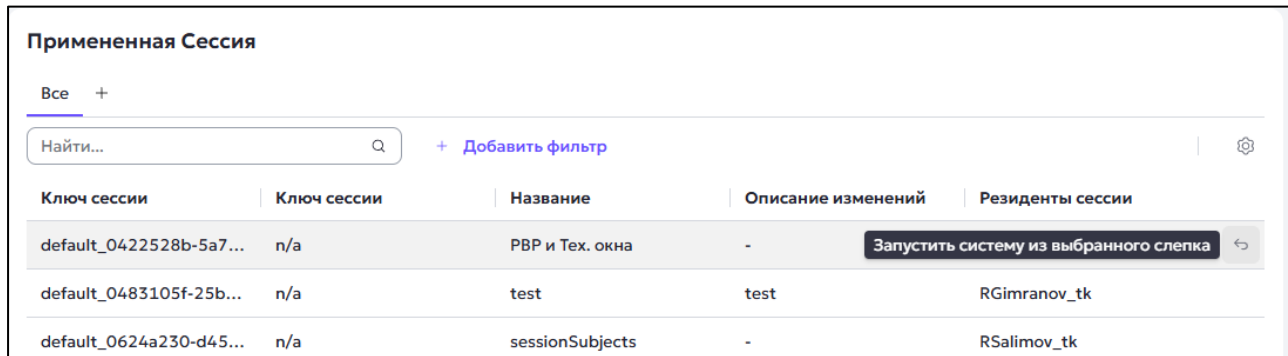 Примененная Сессия
Все +
Найти... + Добавить фильтр
Ключ сессии Ключ сессии Название Описание изменений Резиденты сессии
default_0422528b-5a7... n/a РВР и Тех. окна - Запустить систему из выбранного слепка
default_0483105f-25b... n/a test test RGimranov_tk
default_0624a230-d45... n/a sessionSubjects - RSalimov_tk